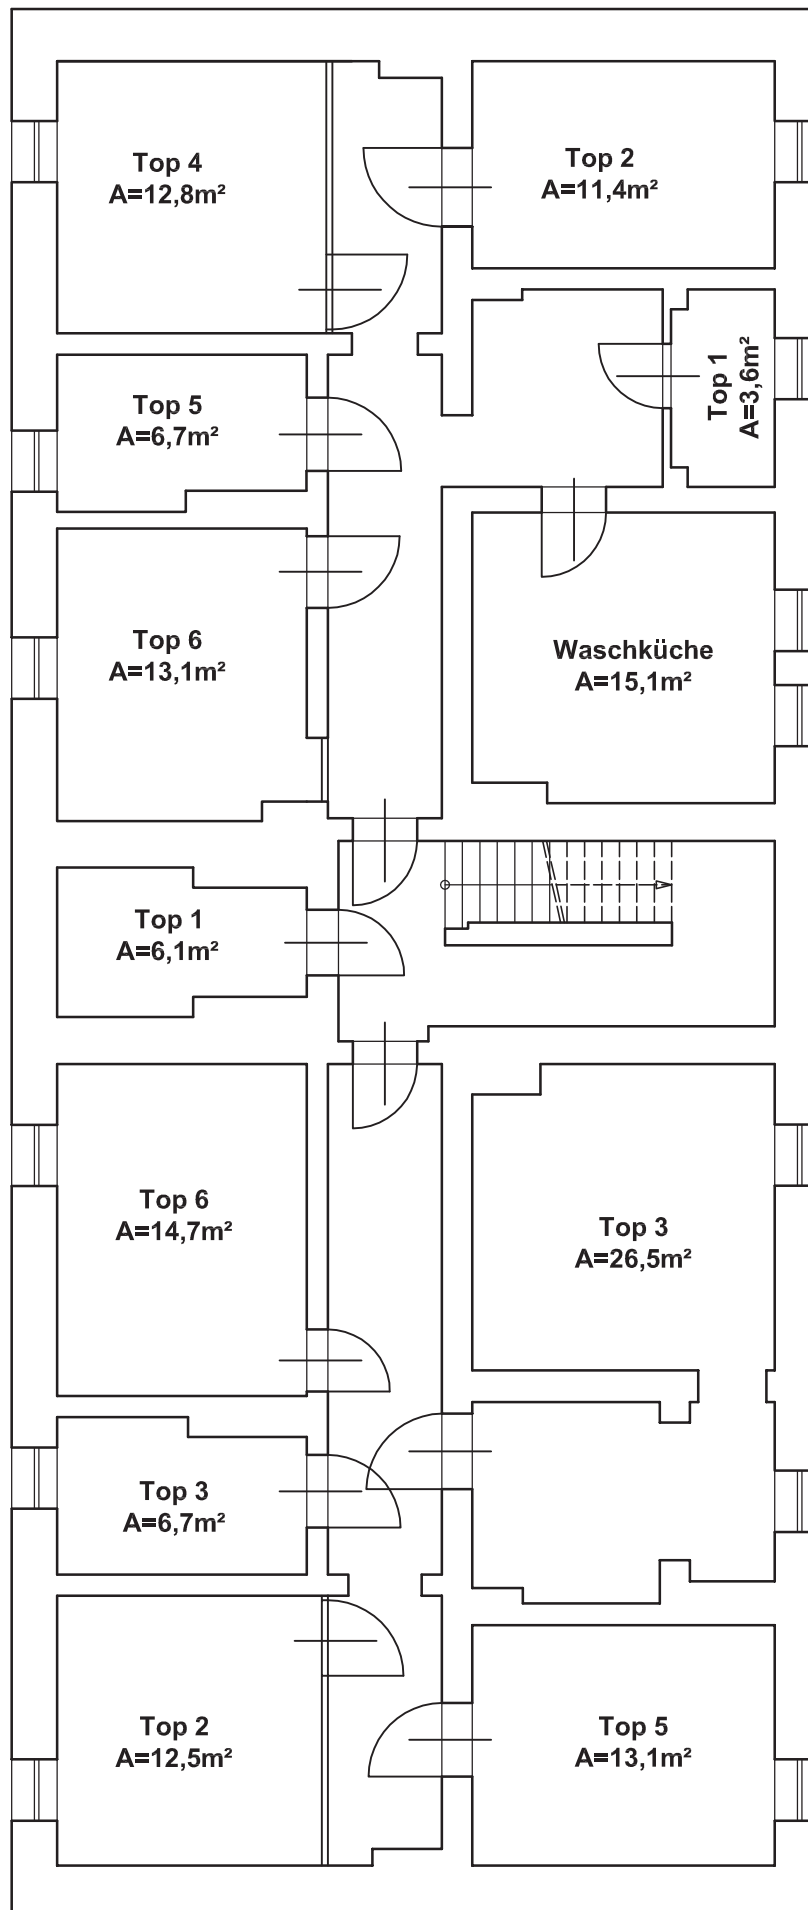 Top 4
A=12,8m²
Top 2
A=11,4m²
Top 5
A=6,7m²
Top 1
A=3,6m²
Top 6
A=13,1m²
Waschküche
A=15,1m²
Top 1
A=6,1m²
Top 6
A=14,7m²
Top 3
A=26,5m²
Top 3
A=6,7m²
Top 2
A=12,5m²
Top 5
A=13,1m²